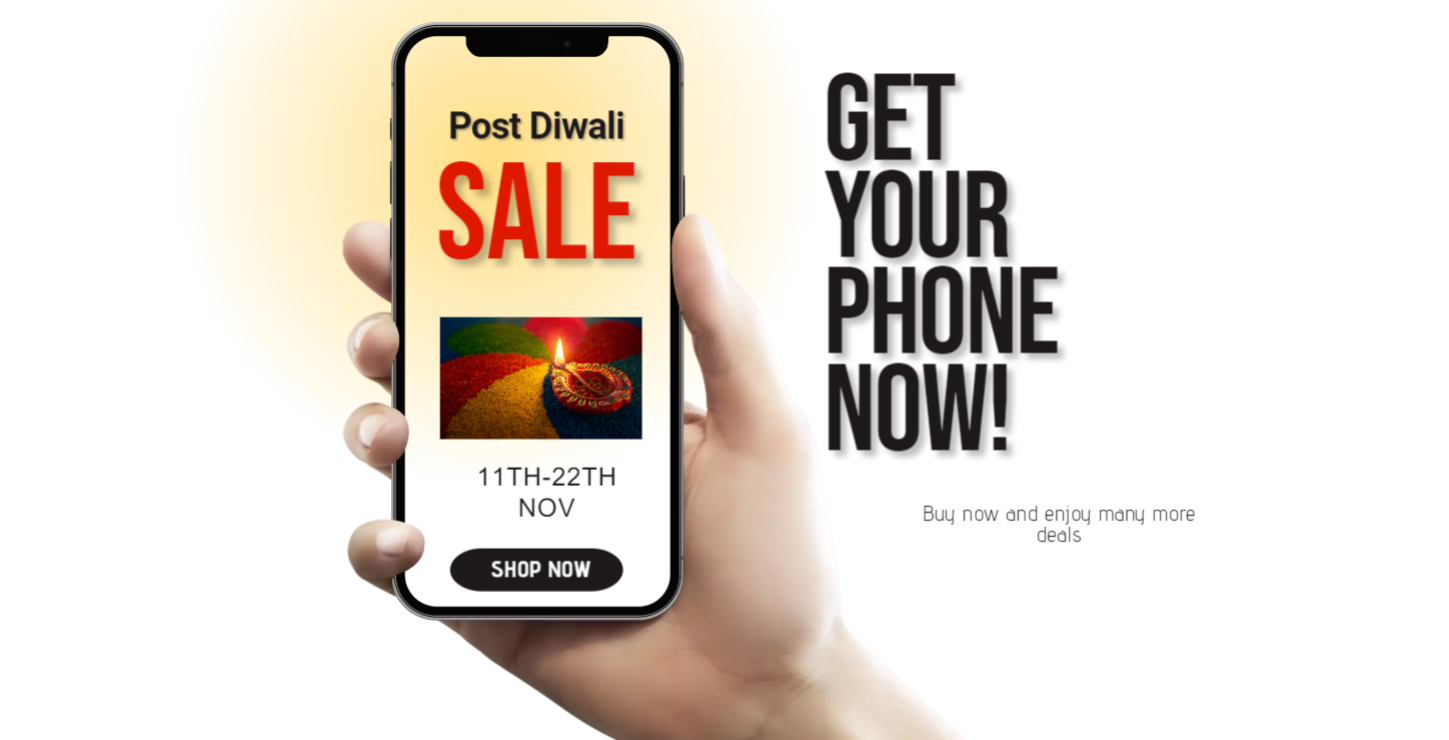 Post Diwali
SALE
11TH-22TH
NOV
SHOP NOW
GET
YOUR
PHONE
NOW!
Buy now and enjoy many more
deals